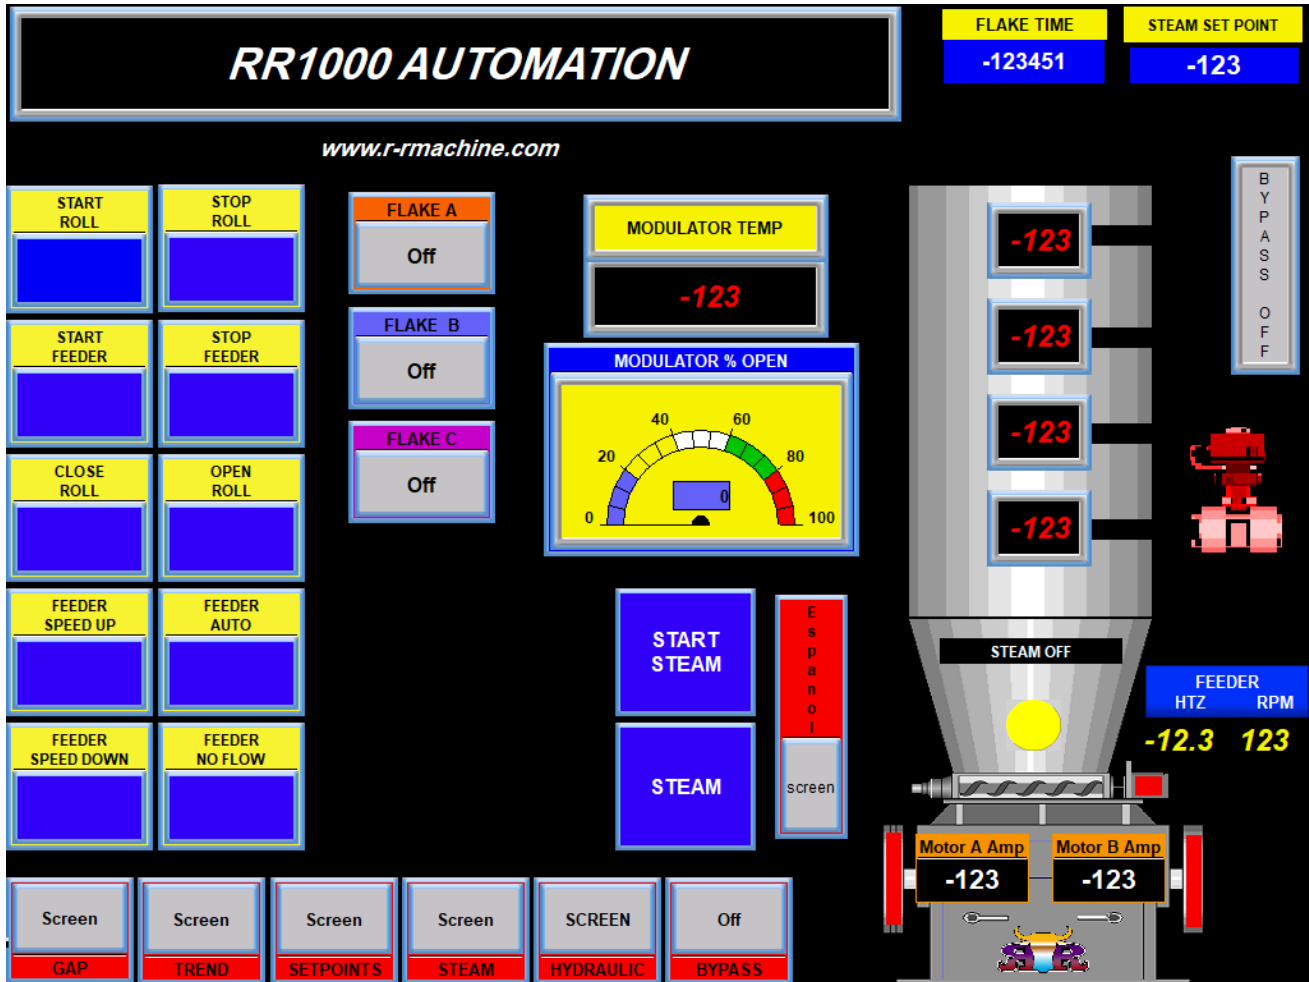 RR1000 AUTOMATION
FLAKE TIME
-123451
STEAM SET POINT
-123
www.r-rmachine.com
START
ROLL
STOP
ROLL
START
FEEDER
STOP
FEEDER
CLOSE
ROLL
OPEN
ROLL
FEEDER
SPEED UP
FEEDER
AUTO
FEEDER
SPEED DOWN
FEEDER
NO FLOW
FLAKE A
Off
FLAKE B
Off
FLAKE C
Off
MODULATOR TEMP
-123
MODULATOR % OPEN
0
20
40
60
80
100
0
START
STEAM
STEAM
Espanol
screen
-123
-123
-123
-123
BYPASS OFF
STEAM OFF
FEEDER
HTZ RPM
-12.3 123
Motor A Amp
-123
Motor B Amp
-123
Screen
GAP
Screen
TREND
Screen
SETPOINTS
Screen
STEAM
SCREEN
HYDRAULIC
Off
BYPASS